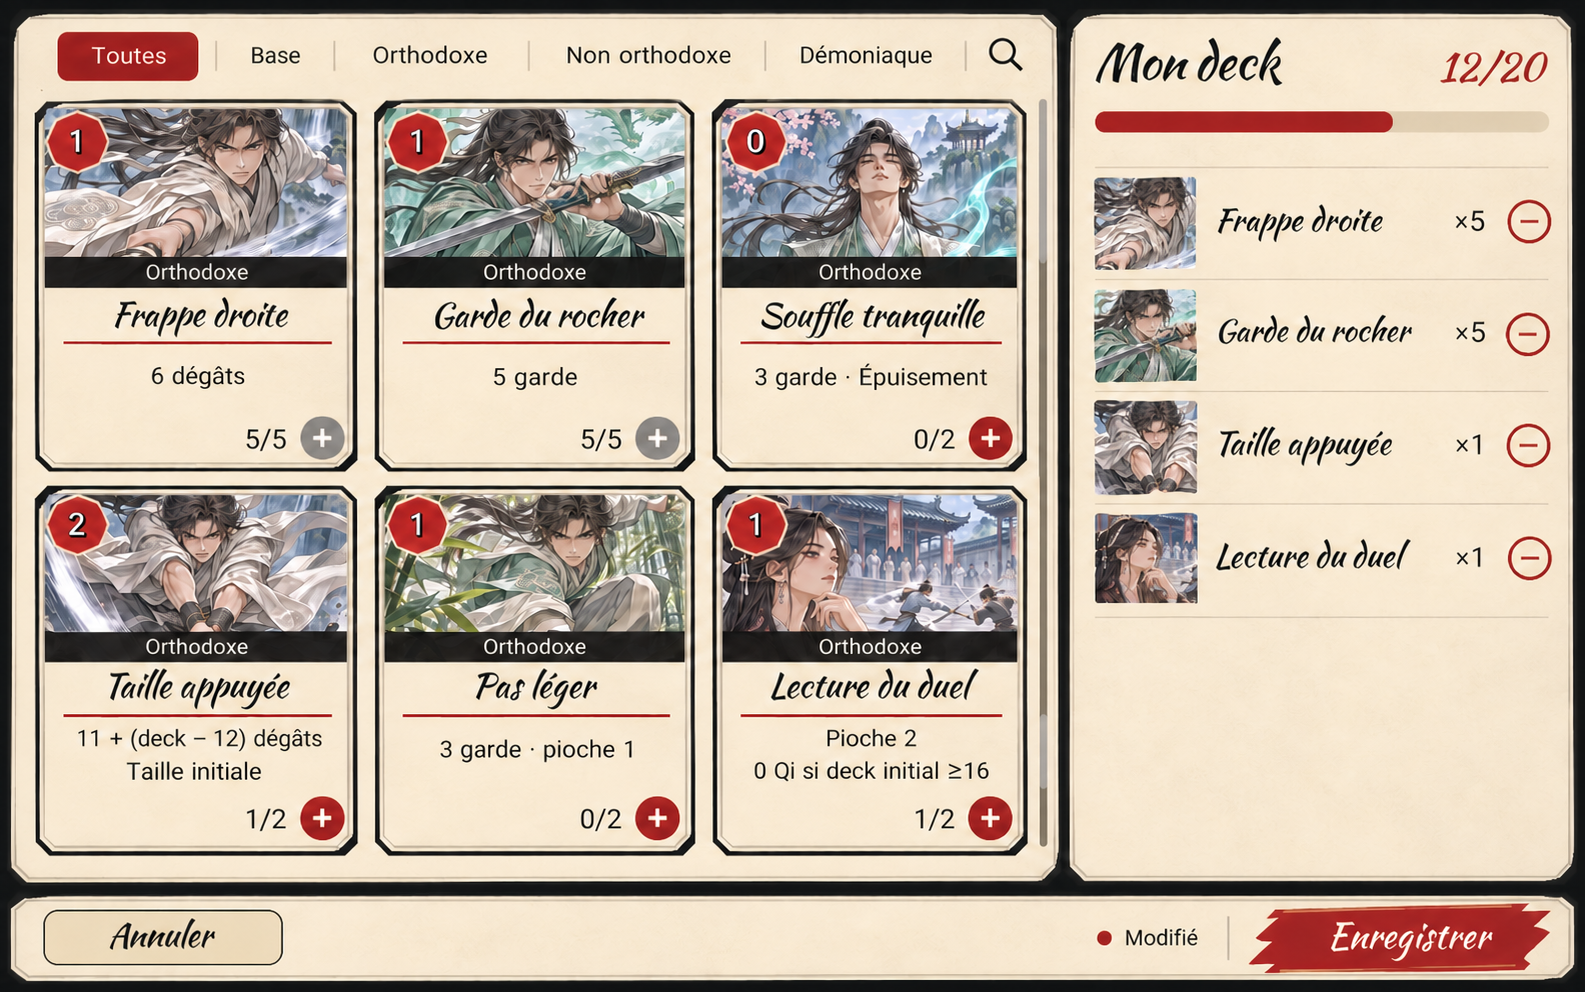 Toutes
Base
Orthodoxe
Non orthodoxe
Démoniaque
1
Orthodoxe
Frappe droite
6 dégâts
5/5
+
1
Orthodoxe
Garde du rocher
5 garde
5/5
+
0
Orthodoxe
Souffle tranquille
3 garde · Épuisement
0/2
+
2
Orthodoxe
Taille appuyée
11 + (deck – 12) dégâts
Taille initiale
1/2
+
1
Orthodoxe
Pas léger
3 garde · pioche 1
0/2
+
1
Orthodoxe
Lecture du duel
Pioche 2
0 Qi si deck initial ≥16
1/2
+
Mon deck
12/20
Frappe droite ×5 −
Garde du rocher ×5 −
Taille appuyée ×1 −
Lecture du duel ×1 −
Annuler
Modifié
Enregistrer